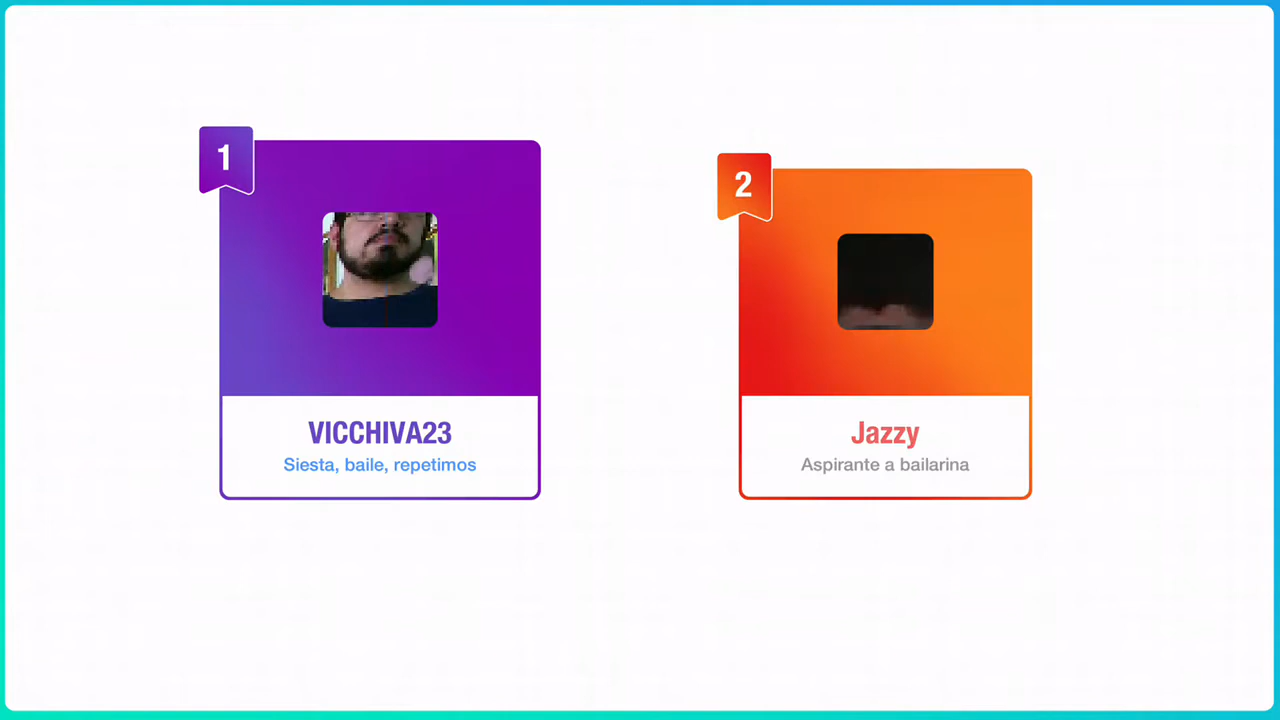 1
VICCHIVA23
Siesta, baile, repetimos
2
Jazzy
Aspirante a bailarina